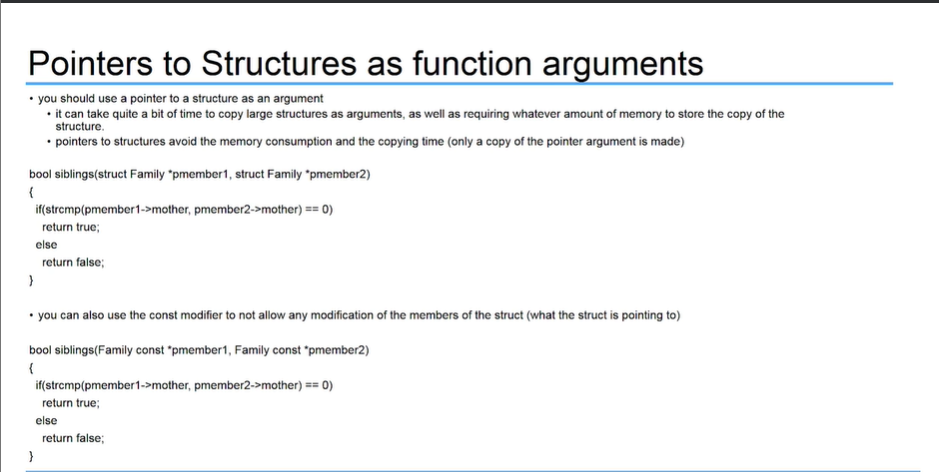 Pointers to Structures as function arguments
• you should use a pointer to a structure as an argument
• it can take quite a bit of time to copy large structures as arguments, as well as requiring whatever amount of memory to store the copy of the
structure.
• pointers to structures avoid the memory consumption and the copying time (only a copy of the pointer argument is made)
bool siblings(struct Family *pmember1, struct Family *pmember2)
{
if(strcmp(pmember1->mother, pmember2->mother) == 0)
return true;
else
return false;
}
• you can also use the const modifier to not allow any modification of the members of the struct (what the struct is pointing to)
bool siblings(Family const *pmember1, Family const *pmember2)
{
if(strcmp(pmember1->mother, pmember2->mother) == 0)
return true;
else
return false;
}